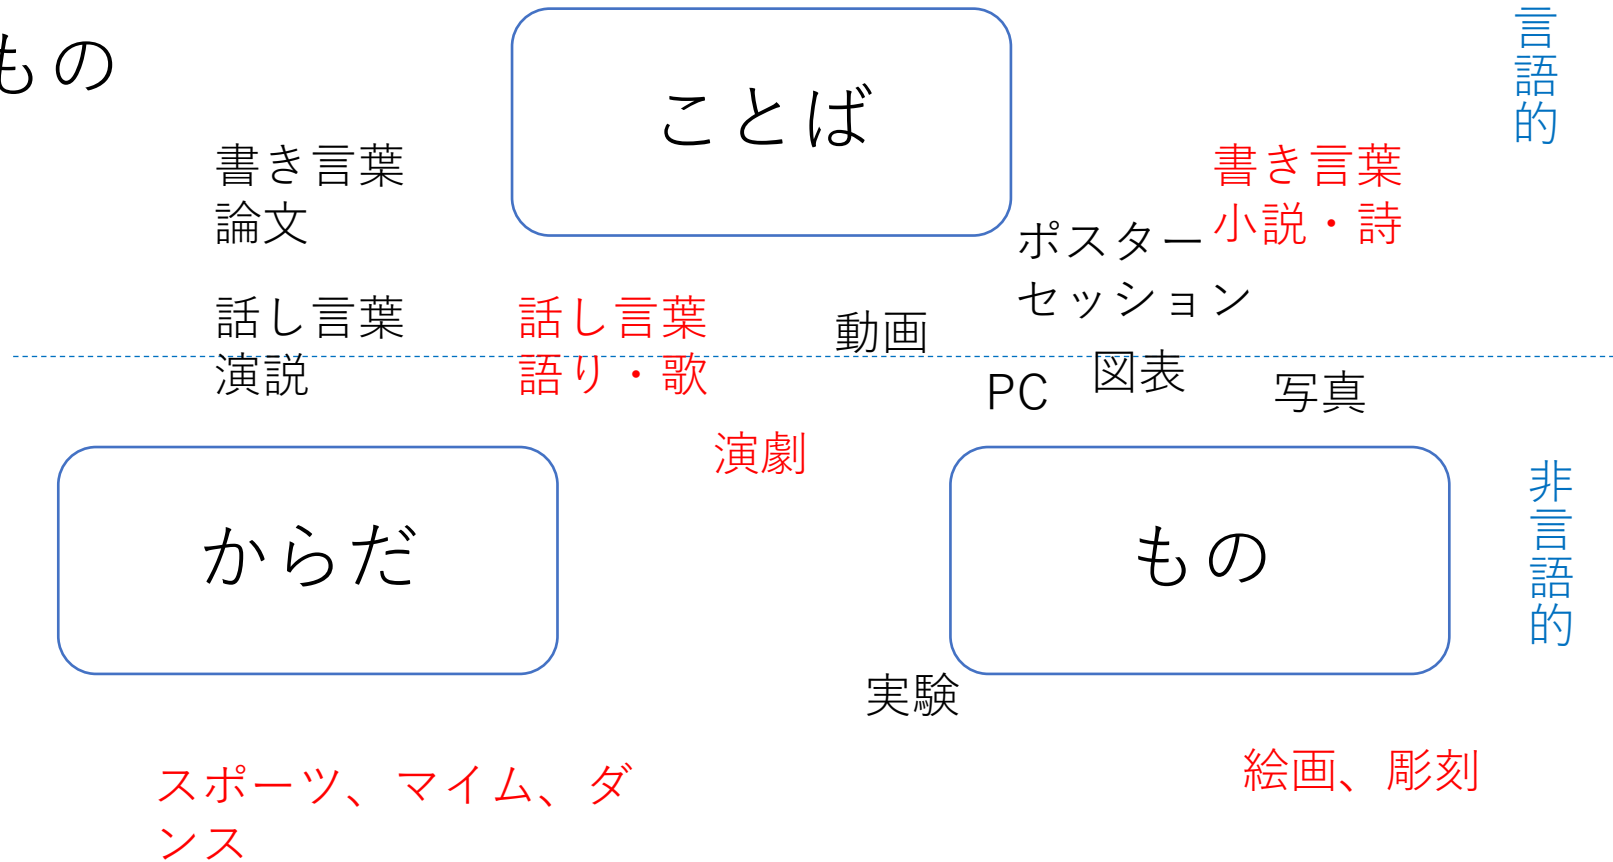 もの
ことば
言語的
書き言葉
論文
書き言葉
小説・詩
ポスター
セッション
話し言葉
演説
話し言葉
語り・歌
動画
PC
図表
写真
演劇
からだ
もの
非言語的
実験
スポーツ、マイム、ダ
ンス
絵画、彫刻